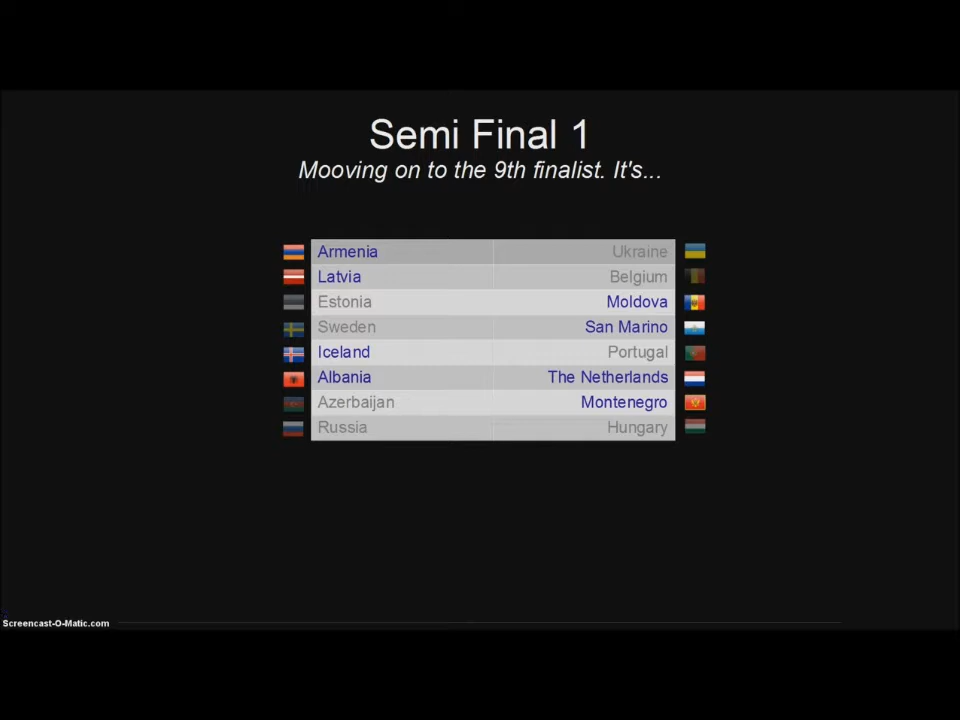 Semi Final 1
Mooving on to the 9th finalist. It's...
Armenia Ukraine
Latvia Belgium
Estonia Moldova
Sweden San Marino
Iceland Portugal
Albania The Netherlands
Azerbaijan Montenegro
Russia Hungary
Screencast-O-Matic.com